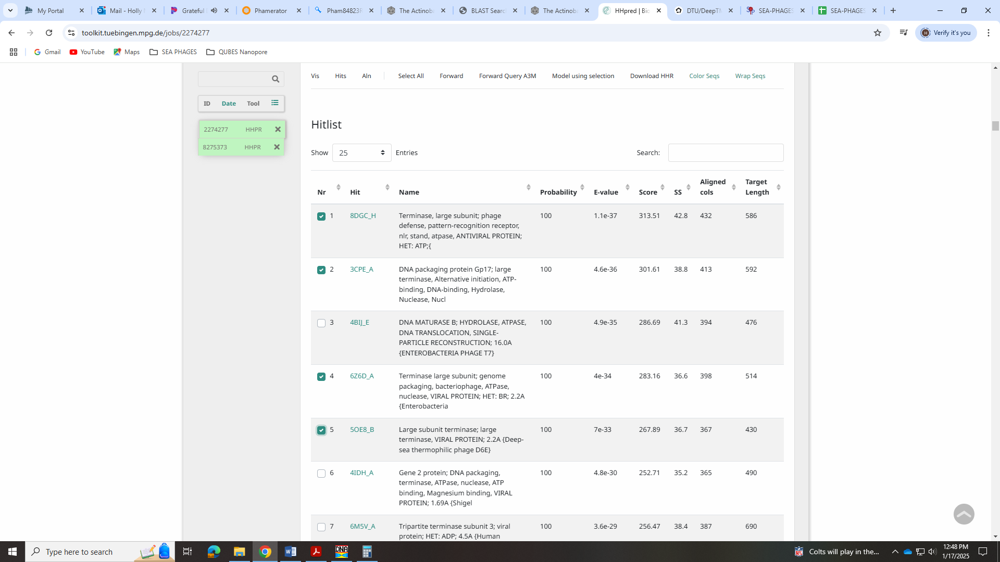 My Portal
Mail - Holly
Grateful
Phamerator
Pham84823R
The Actinoba
BLAST Searc
The Actinoba
HHpred | Bio
DTU/DeepTM
SEA-PHAGES
SEA-PHAGES
toolkit.tuebingen.mpg.de/jobs/2274277
H
Verify it's you
Gmail
YouTube
Maps
SEA PHAGES
QUBES Nanopore
Vis Hits Aln Select All Forward Forward Query A3M Model using selection Download HHR Color Seqs Wrap Seqs
ID Date Tool
2274277 HHPR
8275373 HHPR
Hitlist
Show 25 Entries Search:
Nr Hit Name Probability E-value Score SS Aligned cols Target Length
1 8DGC_H Terminase, large subunit; phage 100 1.1e-37 313.51 42.8 432 586
defense, pattern-recognition receptor,
nlr, stand, atpase, ANTIVIRAL PROTEIN;
HET: ATP;{
2 3CPE_A DNA packaging protein Gp17; large 100 4.6e-36 301.61 38.8 413 592
terminase, Alternative initiation, ATP-
binding, DNA-binding, Hydrolase,
Nuclease, Nucl
3 4BIJ_E DNA MATURASE B; HYDROLASE, ATPASE, 100 4.9e-35 286.69 41.3 394 476
DNA TRANSLOCATION, SINGLE-
PARTICLE RECONSTRUCTION; 16.0A
{ENTEROBACTERIA PHAGE T7}
4 6Z6D_A Terminase large subunit; genome 100 4e-34 283.16 36.6 398 514
packaging, bacteriophage, ATPase,
nuclease, VIRAL PROTEIN; HET: BR; 2.2A
{Enterobacteria
5 5OE8_B Large subunit terminase; large 100 7e-33 267.89 36.7 367 430
terminase, VIRAL PROTEIN; 2.2A {Deep-
sea thermophilic phage D6E}
6 4IDH_A Gene 2 protein; DNA packaging, 100 4.8e-30 252.71 35.2 365 490
terminase, ATPase, nuclease, ATP
binding, Magnesium binding, VIRAL
PROTEIN; 1.69A {Shigel
7 6M5V_A Tripartite terminase subunit 3; viral 100 3.6e-29 256.47 38.4 387 690
protein; HET: ADP; 4.5A {Human
Type here to search
DNA
Colts will play in the...
12:48 PM
1/17/2025